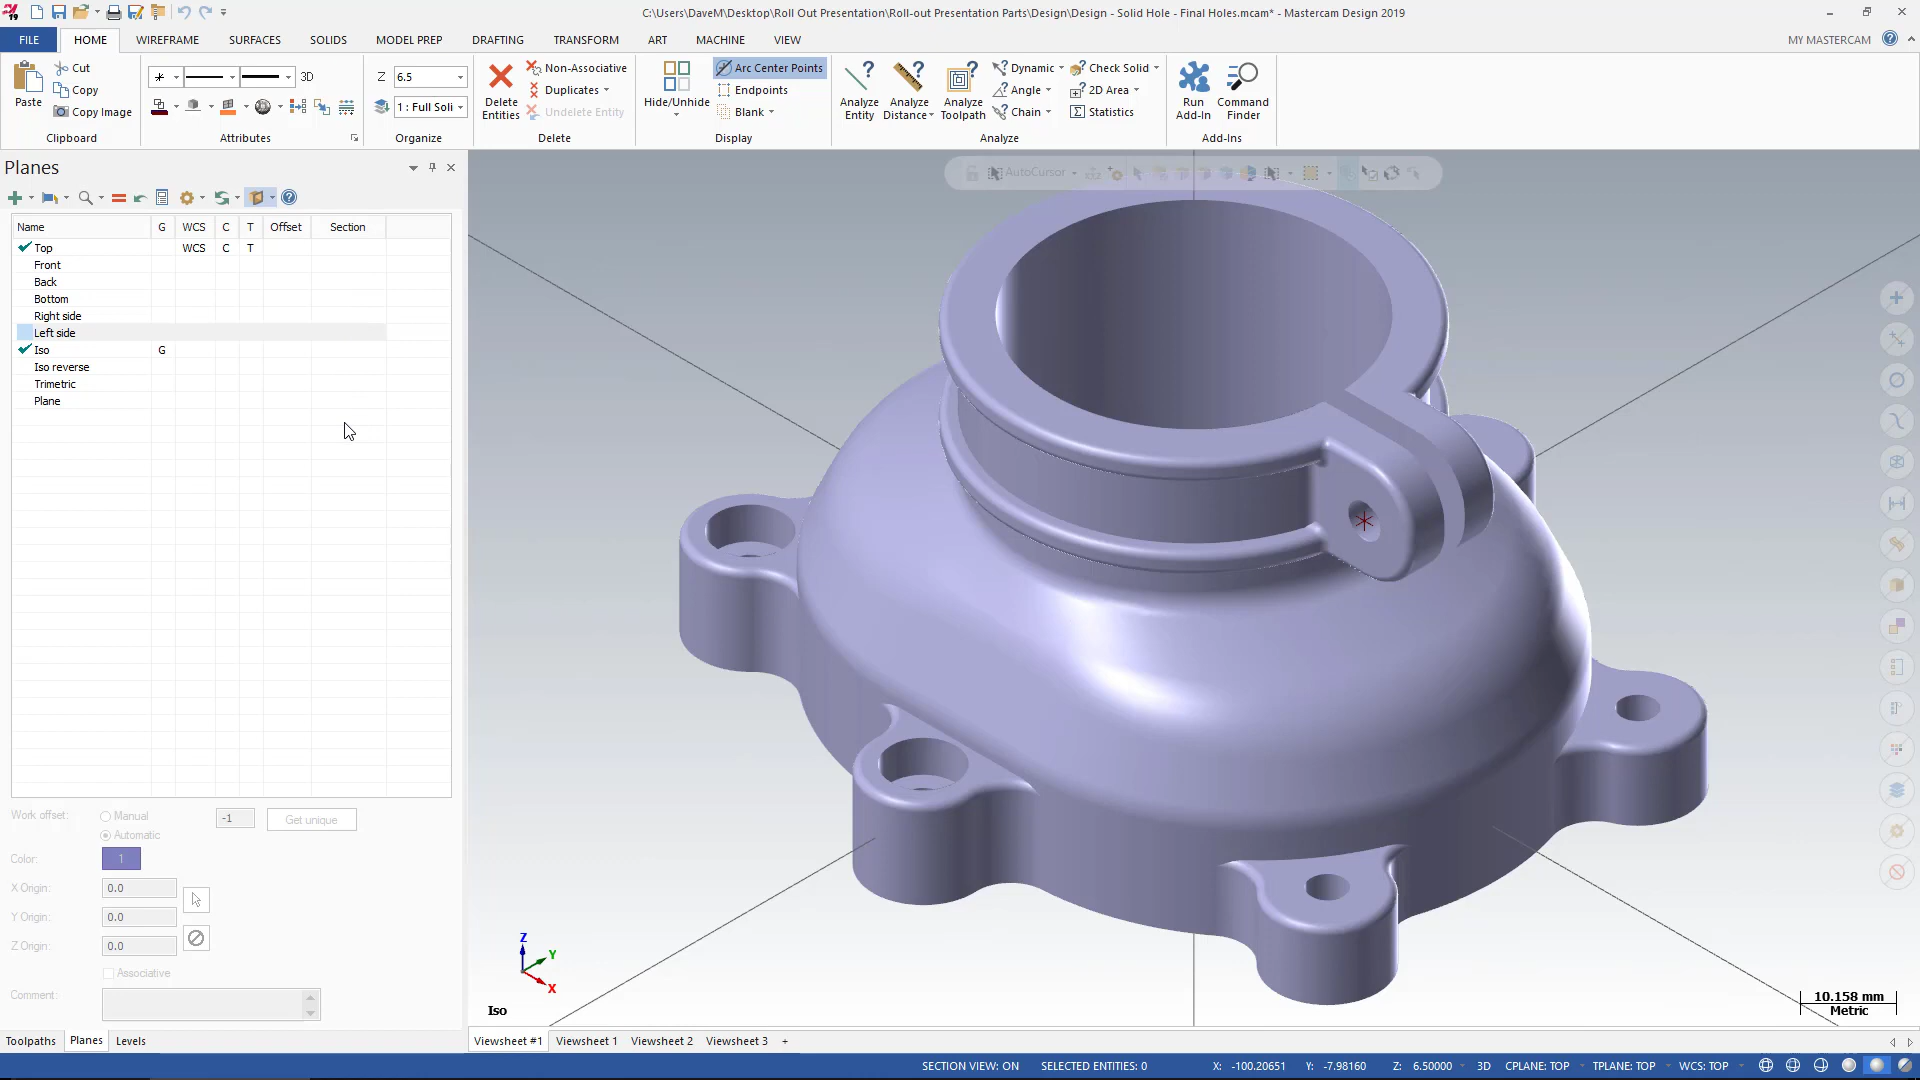 C:\Users\DaveM\Desktop\Roll Out Presentation\Roll-out Presentation Parts\Design\Design - Solid Hole - Final Holes.mcam* - Mastercam Design 2019
FILE HOME WIREFRAME SURFACES SOLIDS MODEL PREP DRAFTING TRANSFORM ART MACHINE VIEW MY MASTERCAM
Paste
Cut
Copy
Copy Image
Clipboard
3D
Attributes
Z 6.5
1 : Full Soli
Organize
Delete
Entities
Non-Associative
Duplicates
Undelete Entity
Delete
Hide/Unhide
Arc Center Points
Endpoints
Blank
Display
Analyze
Entity
Analyze
Distance
Analyze
Toolpath
Dynamic
Angle
Chain
Check Solid
2D Area
Statistics
Analyze
Run
Add-In
Command
Finder
Add-Ins
Planes
AutoCursor
Name G WCS C T Offset Section
Top WCS C T
Front
Back
Bottom
Right side
Left side
Iso G
Iso reverse
Trimetric
Plane
Work offset: Manual -1 Get unique
Automatic
Color: 1
X Origin: 0.0
Y Origin: 0.0
Z Origin: 0.0
Associative
Comment:
Z
Y
X
Iso
10.158 mm
Metric
Toolpaths Planes Levels
Viewsheet #1 Viewsheet 1 Viewsheet 2 Viewsheet 3 +
SECTION VIEW: ON SELECTED ENTITIES: 0 X: -100.20651 Y: -7.98160 Z: 6.50000 3D CPLANE: TOP TPLANE: TOP WCS: TOP